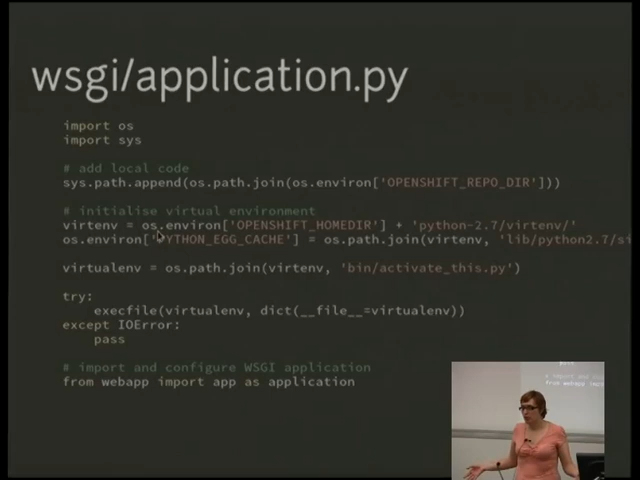 wsgi/application.py
import os
import sys
# add local code
sys.path.append(os.path.join(os.environ['OPENSHIFT_REPO_DIR']))
# initialise virtual environment
virtenv = os.environ['OPENSHIFT_HOMEDIR'] + 'python-2.7/virtenv/'
os.environ['PYTHON_EGG_CACHE'] = os.path.join(virtenv, 'lib/python2.7/si
virtualenv = os.path.join(virtenv, 'bin/activate_this.py')
try:
execfile(virtualenv, dict(__file__=virtualenv))
except IOError:
pass
# import and configure WSGI application
from webapp import app as application